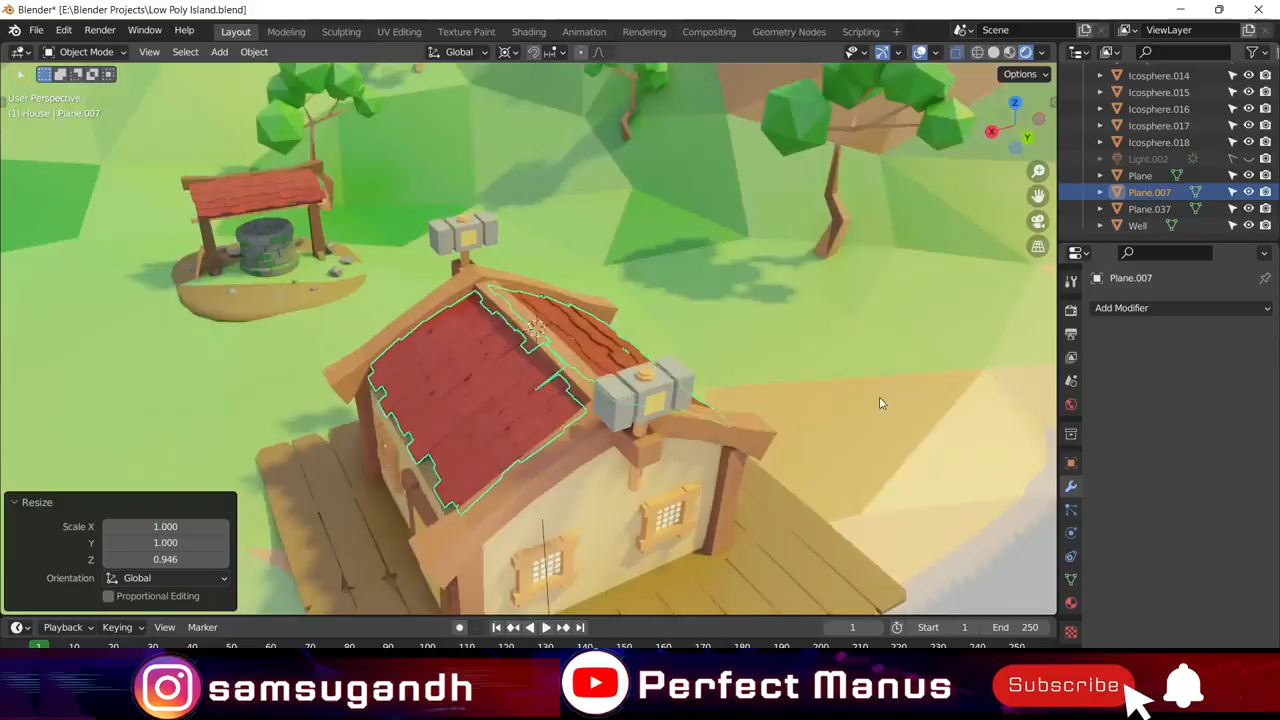 Blender* [E:\Blender Projects\Low Poly Island.blend]
File Edit Render Window Help Layout Modeling Sculpting UV Editing Texture Paint Shading Animation Rendering Compositing Geometry Nodes Scripting + Scene ViewLayer
Object Mode View Select Add Object Global
Options
User Perspective
(1) House | Plane.007
Z
X
Y
Icosphere.014
Icosphere.015
Icosphere.016
Icosphere.017
Icosphere.018
Light.002
Plane
Plane.007
Plane.037
Well
Plane.007
Add Modifier
Resize
Scale X 1.000
Y 1.000
Z 0.946
Orientation Global
Proportional Editing
Playback Keying View Marker 1 Start 1 End 250
1
samsugandh Perfect Manus Subscribe